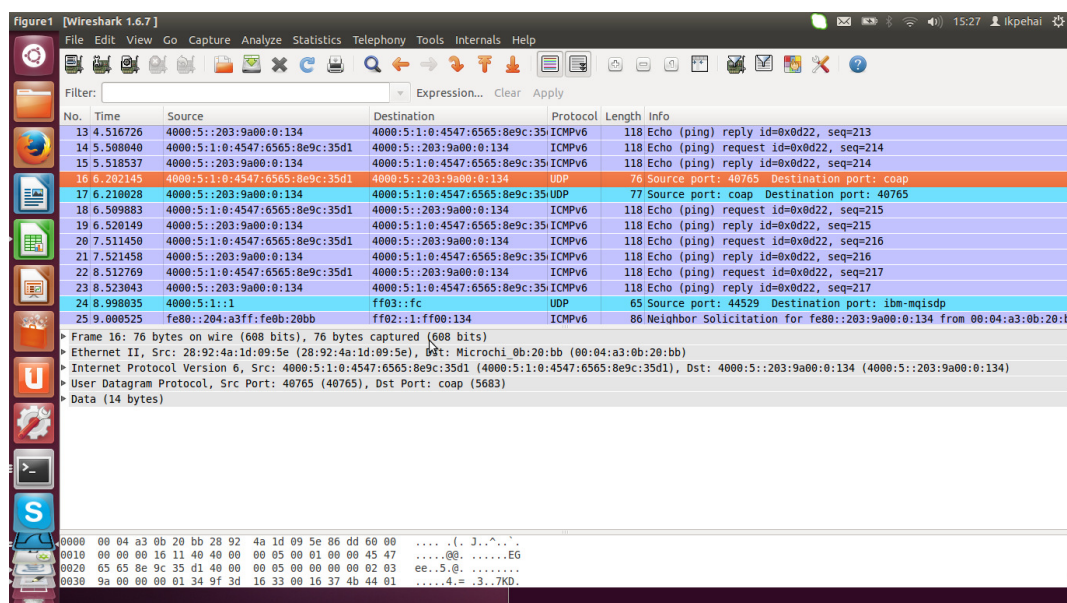 figure1 [Wireshark 1.6.7 ] 15:27 Ikpehai
File Edit View Go Capture Analyze Statistics Telephony Tools Internals Help
Filter: Expression... Clear Apply
No. Time Source Destination Protocol Length Info
13 4.516726 4000:5::203:9a00:0:134 4000:5:1:0:4547:6565:8e9c:35( ICMPv6 118 Echo (ping) reply id=0x0d22, seq=213
14 5.508040 4000:5:1:0:4547:6565:8e9c:35d1 4000:5::203:9a00:0:134 ICMPv6 118 Echo (ping) request id=0x0d22, seq=214
15 5.518537 4000:5::203:9a00:0:134 4000:5:1:0:4547:6565:8e9c:35( ICMPv6 118 Echo (ping) reply id=0x0d22, seq=214
16 6.202145 4000:5:1:0:4547:6565:8e9c:35d1 4000:5::203:9a00:0:134 UDP 76 Source port: 40765 Destination port: coap
17 6.210028 4000:5::203:9a00:0:134 4000:5:1:0:4547:6565:8e9c:35( UDP 77 Source port: coap Destination port: 40765
18 6.509883 4000:5:1:0:4547:6565:8e9c:35d1 4000:5::203:9a00:0:134 ICMPv6 118 Echo (ping) request id=0x0d22, seq=215
19 6.520149 4000:5::203:9a00:0:134 4000:5:1:0:4547:6565:8e9c:35( ICMPv6 118 Echo (ping) reply id=0x0d22, seq=215
20 7.511450 4000:5:1:0:4547:6565:8e9c:35d1 4000:5::203:9a00:0:134 ICMPv6 118 Echo (ping) request id=0x0d22, seq=216
21 7.521458 4000:5::203:9a00:0:134 4000:5:1:0:4547:6565:8e9c:35( ICMPv6 118 Echo (ping) reply id=0x0d22, seq=216
22 8.512769 4000:5:1:0:4547:6565:8e9c:35d1 4000:5::203:9a00:0:134 ICMPv6 118 Echo (ping) request id=0x0d22, seq=217
23 8.523043 4000:5::203:9a00:0:134 4000:5:1:0:4547:6565:8e9c:35( ICMPv6 118 Echo (ping) reply id=0x0d22, seq=217
24 8.998035 4000:5:1::1 ff03::fc UDP 65 Source port: 44529 Destination port: ibm-mqisdp
25 9.000525 fe80::204:a3ff:fe0b:20bb ff02::1:ff00:134 ICMPv6 86 Neighbor Solicitation for fe80::203:9a00:0:134 from 00:04:a3:0b:20:b
Frame 16: 76 bytes on wire (608 bits), 76 bytes captured (608 bits)
Ethernet II, Src: 28:92:4a:1d:09:5e (28:92:4a:1d:09:5e), Dst: Microchi_0b:20:bb (00:04:a3:0b:20:bb)
Internet Protocol Version 6, Src: 4000:5:1:0:4547:6565:8e9c:35d1 (4000:5:1:0:4547:6565:8e9c:35d1), Dst: 4000:5::203:9a00:0:134 (4000:5::203:9a00:0:134)
User Datagram Protocol, Src Port: 40765 (40765), Dst Port: coap (5683)
Data (14 bytes)
0000 00 04 a3 0b 20 bb 28 92 4a 1d 09 5e 86 dd 60 00 .... .(. J..^..`.
0010 00 00 00 16 11 40 40 00 00 05 00 01 00 00 45 47 .....@@. ......EG
0020 65 65 8e 9c 35 d1 40 00 00 05 00 00 00 00 02 03 ee..5.@. ........
0030 9a 00 00 00 01 34 9f 3d 16 33 00 16 37 4b 44 01 .....4.= .3..7KD.